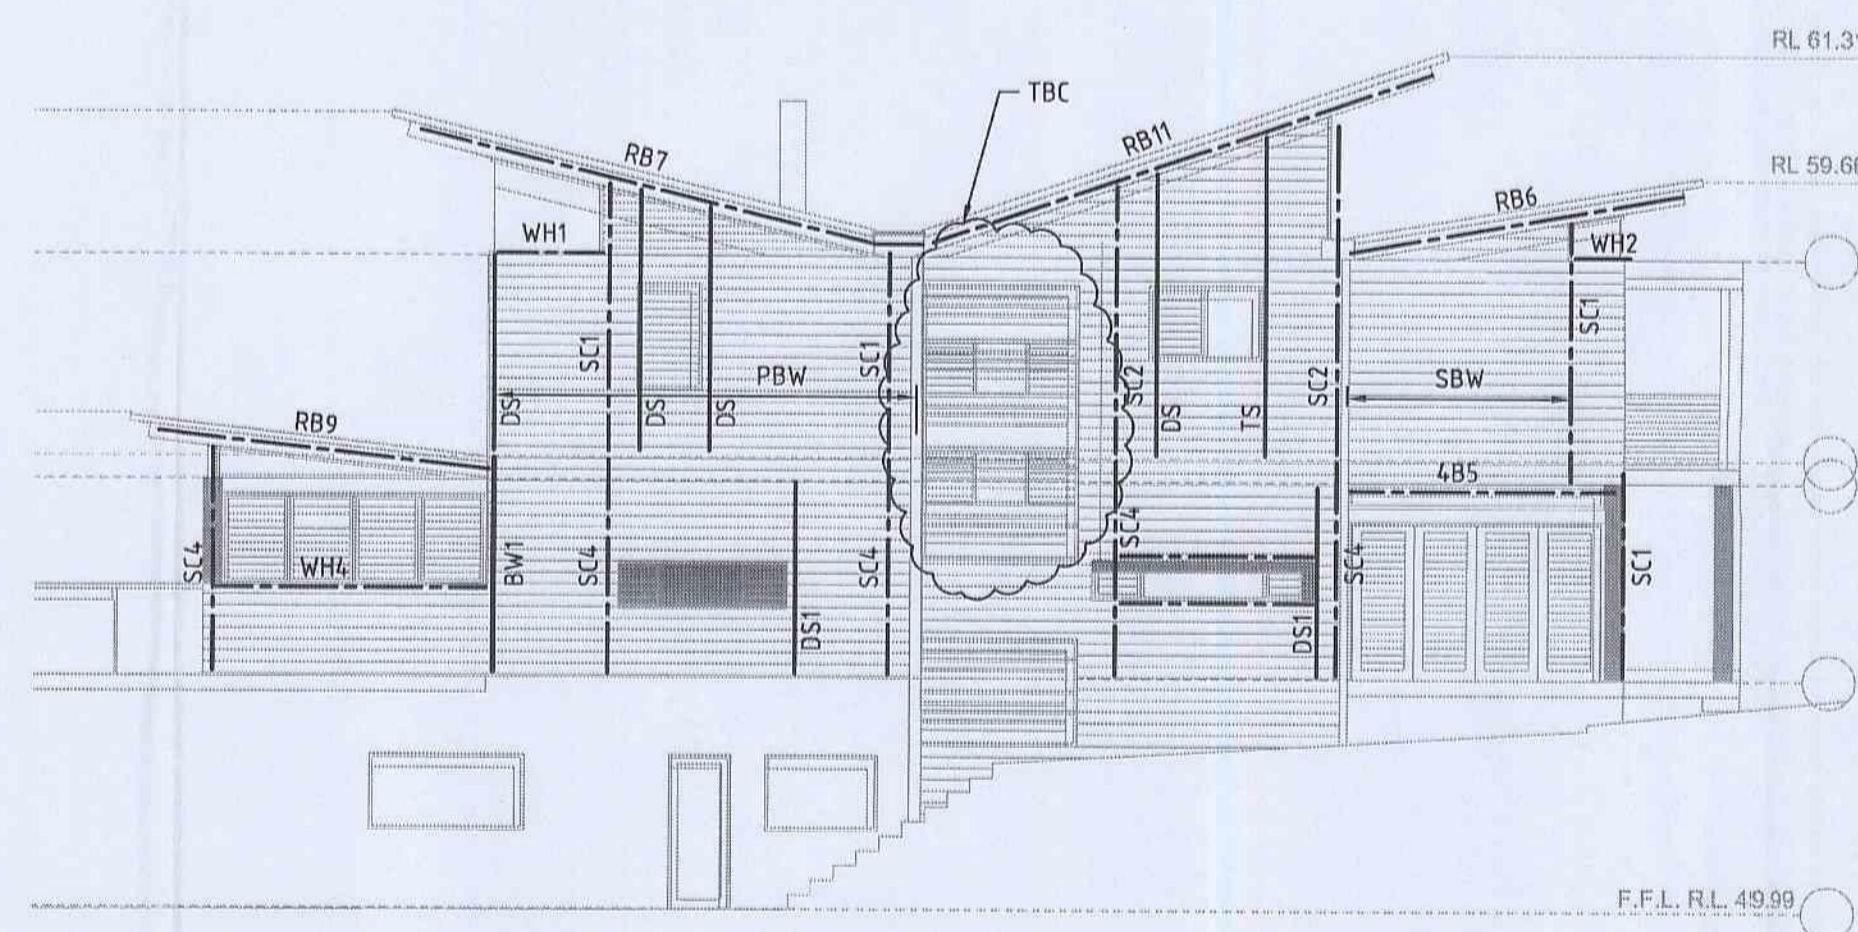 RL 61.3
TBC
RB11
RB7
RL 59.66
RB6
WH1
WH2
SC1
SC1
SC1
PBW
SC2
SC2
SBW
DS
DS
DS
DS
TS
RB9
4B5
SC4
SC4
WH4
BW1
SC4
SC4
SC4
SC1
DS1
DS1
F.F.L. R.L. 49.99